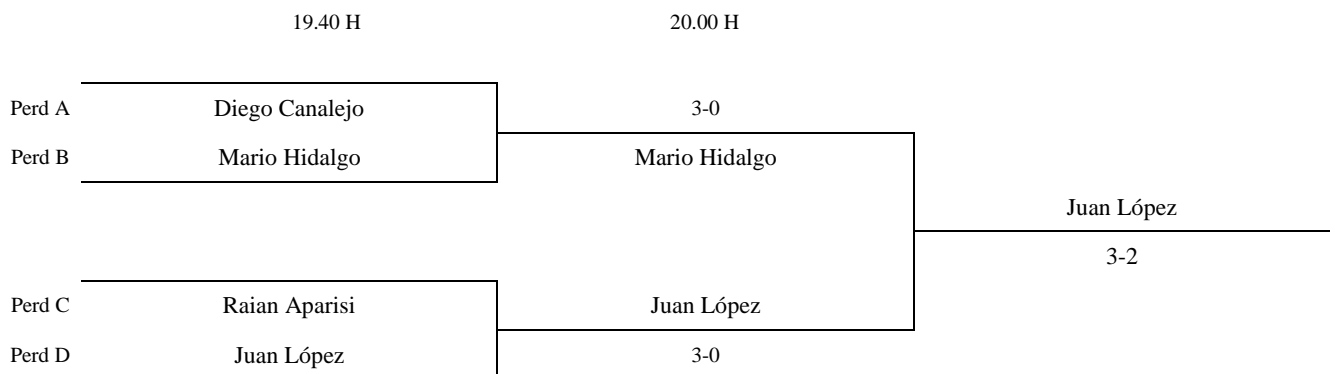 19.40 H 20.00 H
Perd A Diego Canalejo 3-0
Perd B Mario Hidalgo Mario Hidalgo
Juan López
3-2
Perd C Raian Aparisi Juan López
Perd D Juan López 3-0